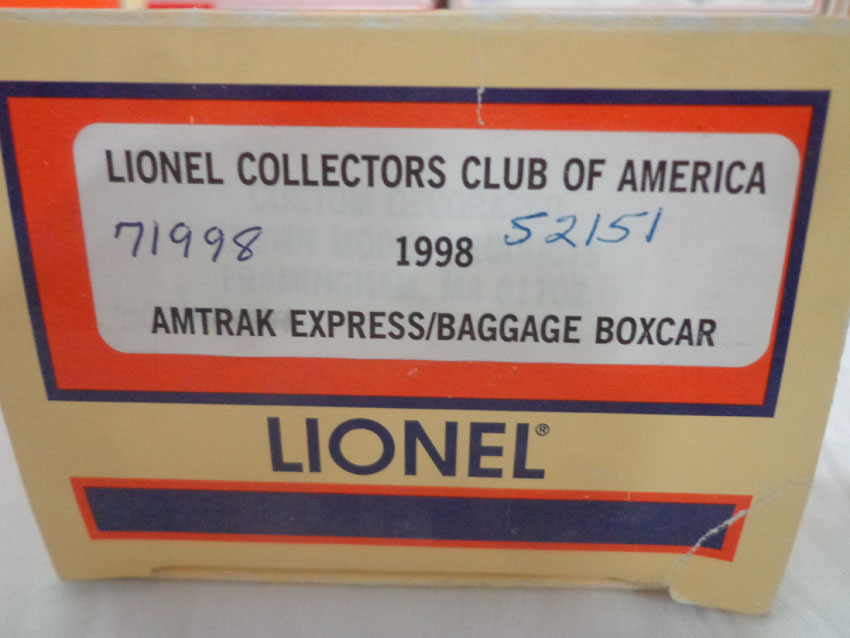 LIONEL COLLECTORS CLUB OF AMERICA
71998 1998 52151
AMTRAK EXPRESS/BAGGAGE BOXCAR
LIONEL®